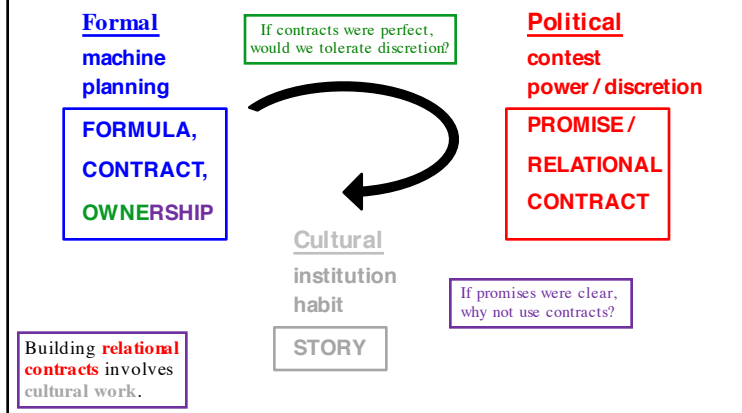 Formal
machine
planning
FORMULA,
CONTRACT,
OWNERSHIP
If contracts were perfect,
would we tolerate discretion?
Political
contest
power / discretion
PROMISE /
RELATIONAL
CONTRACT
Cultural
institution
habit
STORY
If promises were clear,
why not use contracts?
Building relational
contracts involves
cultural work.